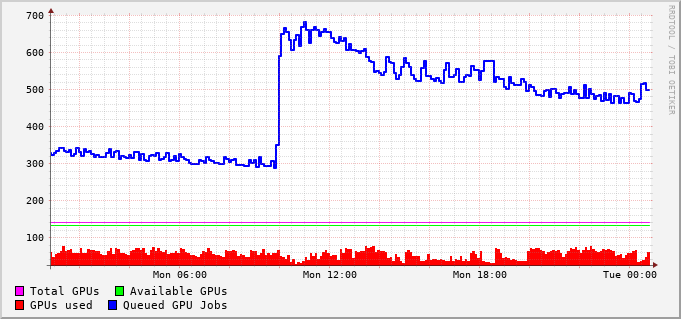 700
600
500
400
300
200
100
Mon 06:00 Mon 12:00 Mon 18:00 Tue 00:00
Total GPUs Available GPUs
GPUs used Queued GPU Jobs
RRDTOOL / TOBI OETIKER